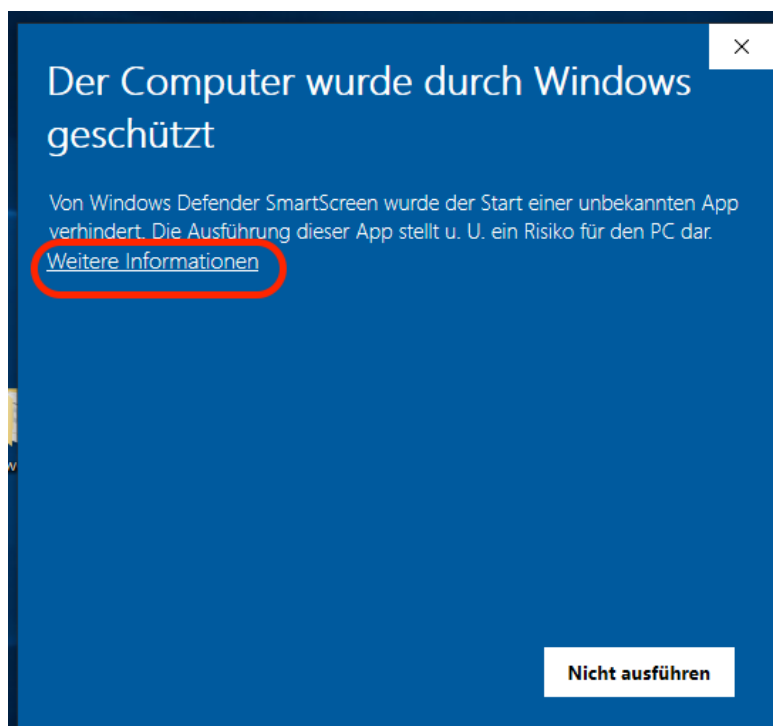 Der Computer wurde durch Windows
geschützt
Von Windows Defender SmartScreen wurde der Start einer unbekannten App
verhindert. Die Ausführung dieser App stellt u. U. ein Risiko für den PC dar.
Weitere Informationen
w
Nicht ausführen